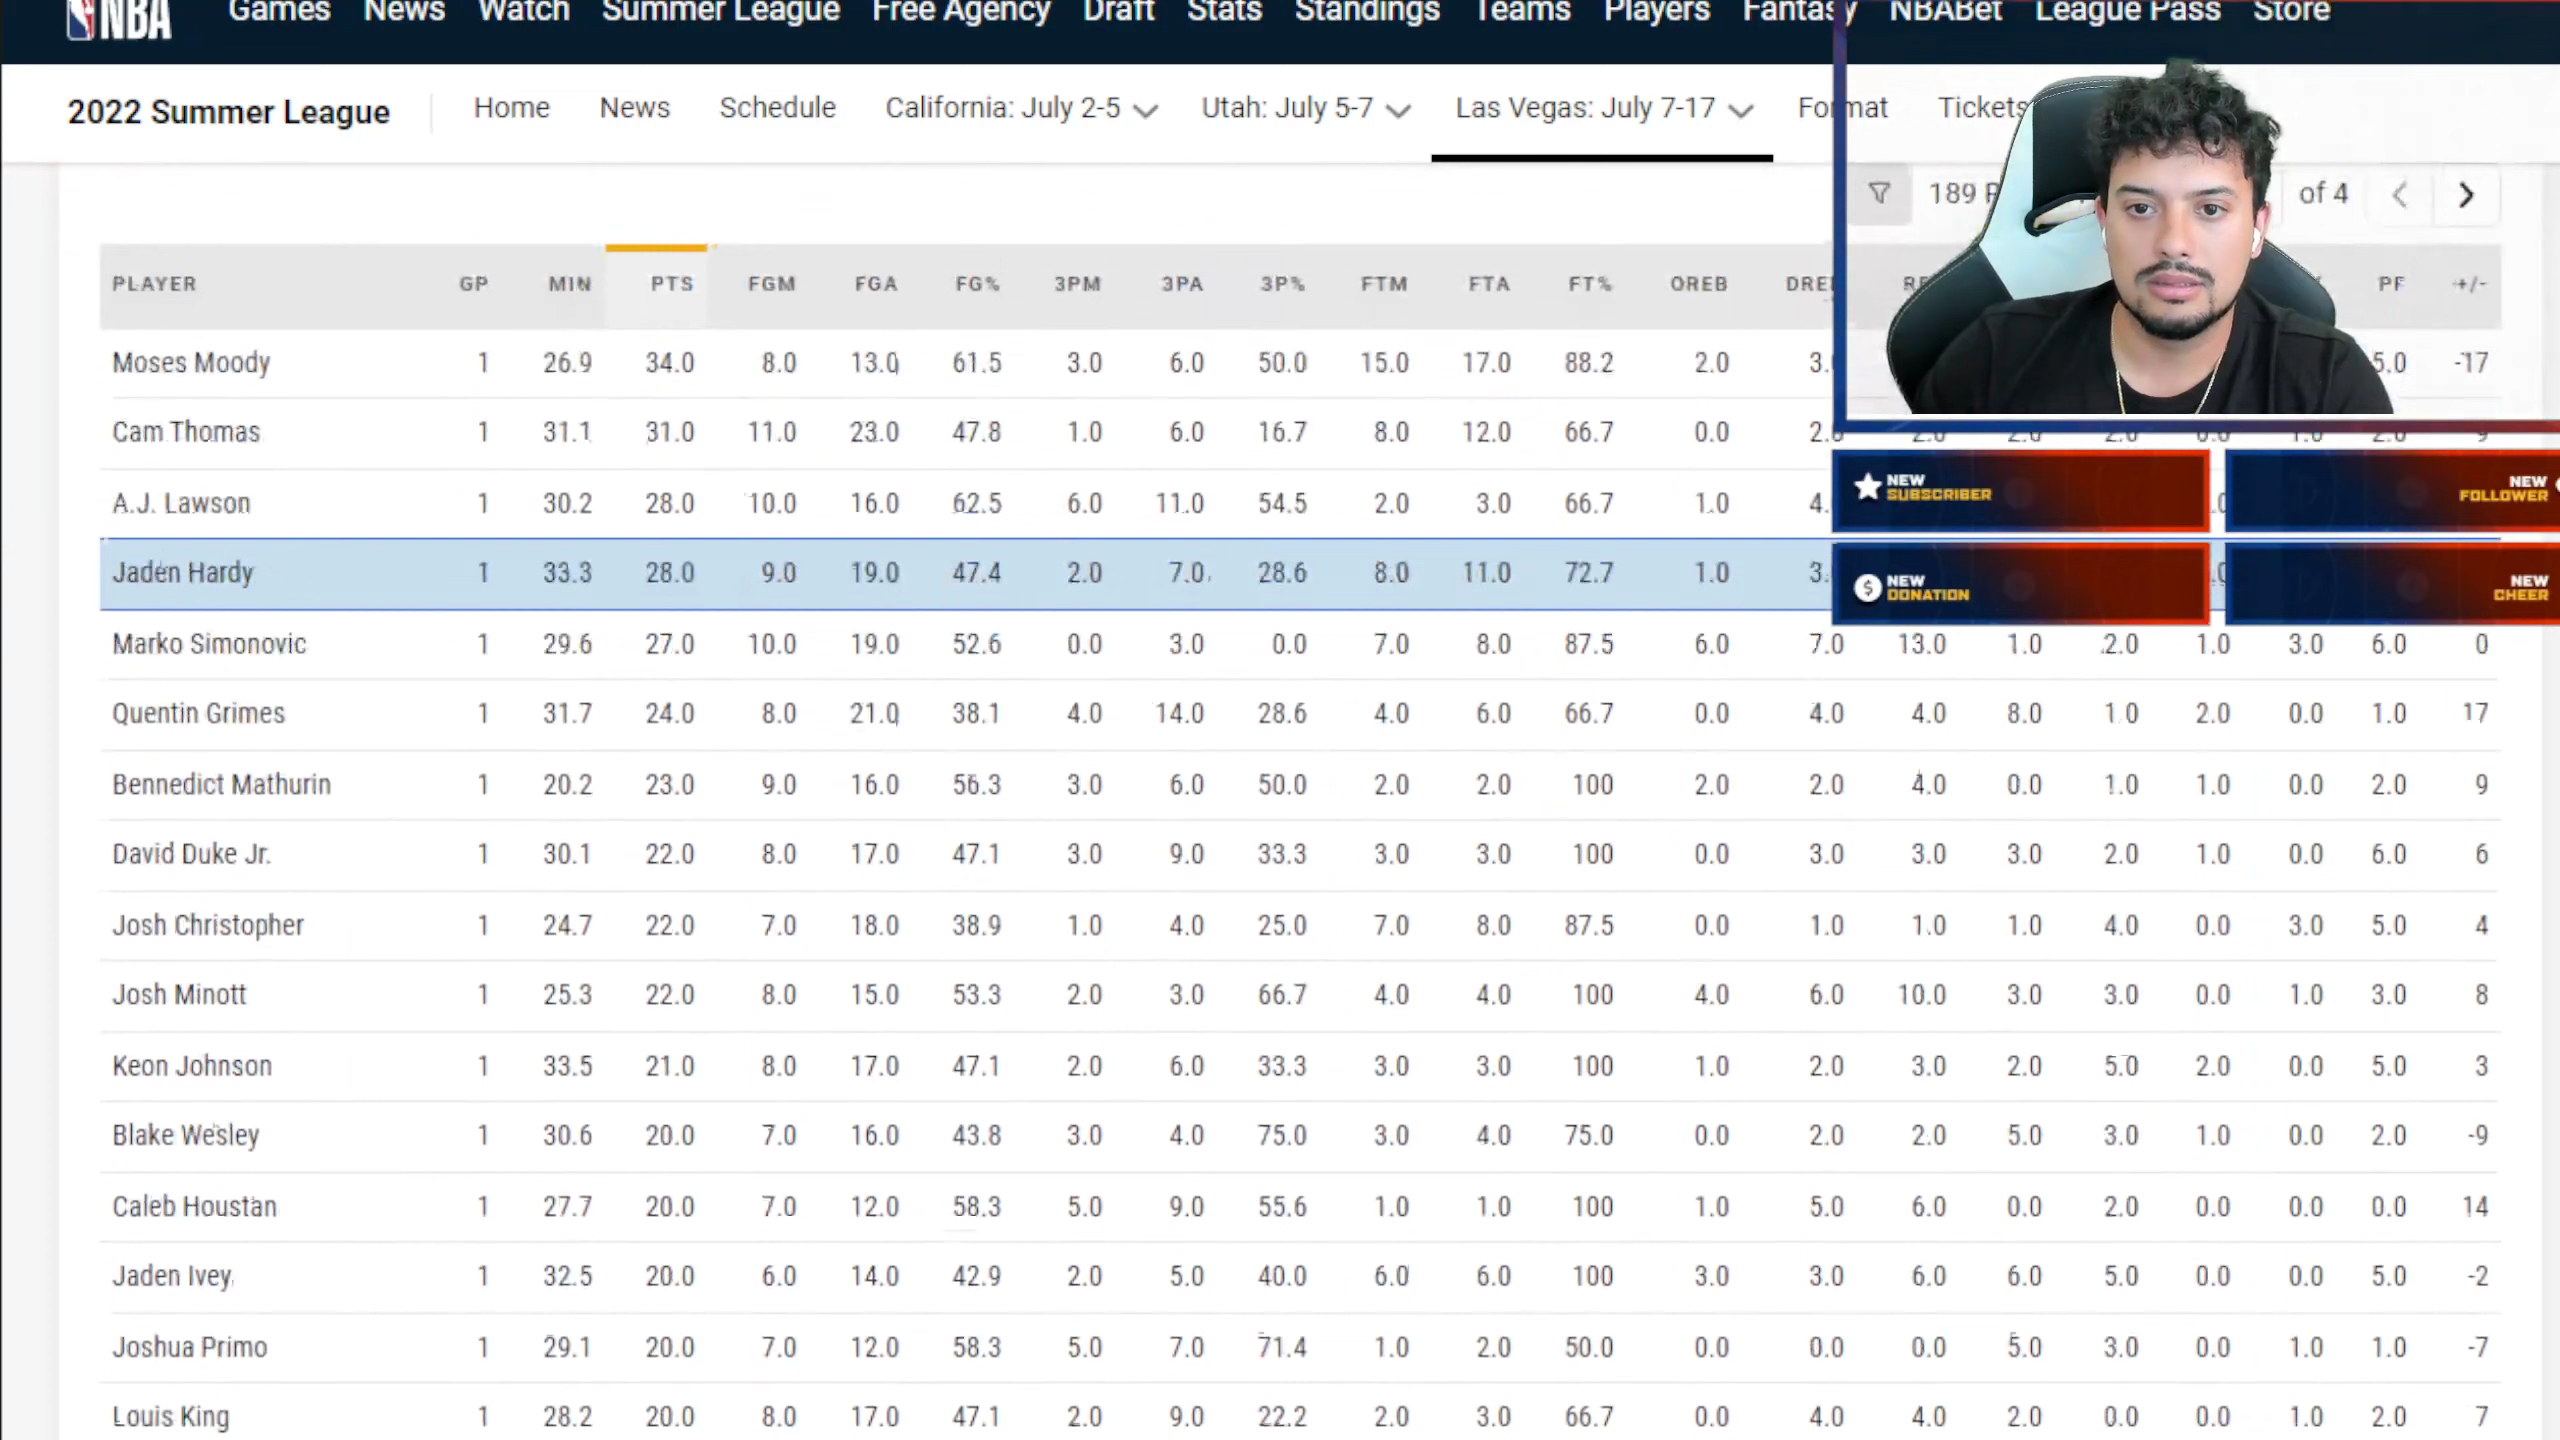 NBA Games News Watch Summer League Free Agency Draft Stats Standings Teams Players Fantasy NBABet League Pass Store
2022 Summer League Home News Schedule California: July 2-5 Utah: July 5-7 Las Vegas: July 7-17 Format Tickets
189 of 4
PLAYER GP MIN PTS FGM FGA FG% 3PM 3PA 3P% FTM FTA FT% OREB DREB PF +/-
Moses Moody 1 26.9 34.0 8.0 13.0 61.5 3.0 6.0 50.0 15.0 17.0 88.2 2.0 3. 5.0 -17
Cam Thomas 1 31.1 31.0 11.0 23.0 47.8 1.0 6.0 16.7 8.0 12.0 66.7 0.0 2.0 2.0 2.0 2.0 0.0 1.0 2.0 9
A.J. Lawson 1 30.2 28.0 10.0 16.0 62.5 6.0 11.0 54.5 2.0 3.0 66.7 1.0 4.
NEW SUBSCRIBER
NEW FOLLOWER
Jaden Hardy 1 33.3 28.0 9.0 19.0 47.4 2.0 7.0 28.6 8.0 11.0 72.7 1.0 3.
NEW DONATION
NEW CHEER
Marko Simonovic 1 29.6 27.0 10.0 19.0 52.6 0.0 3.0 0.0 7.0 8.0 87.5 6.0 7.0 13.0 1.0 2.0 1.0 3.0 6.0 0
Quentin Grimes 1 31.7 24.0 8.0 21.0 38.1 4.0 14.0 28.6 4.0 6.0 66.7 0.0 4.0 4.0 8.0 1.0 2.0 0.0 1.0 17
Bennedict Mathurin 1 20.2 23.0 9.0 16.0 56.3 3.0 6.0 50.0 2.0 2.0 100 2.0 2.0 4.0 0.0 1.0 1.0 0.0 2.0 9
David Duke Jr. 1 30.1 22.0 8.0 17.0 47.1 3.0 9.0 33.3 3.0 3.0 100 0.0 3.0 3.0 3.0 2.0 1.0 0.0 6.0 6
Josh Christopher 1 24.7 22.0 7.0 18.0 38.9 1.0 4.0 25.0 7.0 8.0 87.5 0.0 1.0 1.0 1.0 4.0 0.0 3.0 5.0 4
Josh Minott 1 25.3 22.0 8.0 15.0 53.3 2.0 3.0 66.7 4.0 4.0 100 4.0 6.0 10.0 3.0 3.0 0.0 1.0 3.0 8
Keon Johnson 1 33.5 21.0 8.0 17.0 47.1 2.0 6.0 33.3 3.0 3.0 100 1.0 2.0 3.0 2.0 5.0 2.0 0.0 5.0 3
Blake Wesley 1 30.6 20.0 7.0 16.0 43.8 3.0 4.0 75.0 3.0 4.0 75.0 0.0 2.0 2.0 5.0 3.0 1.0 0.0 2.0 -9
Caleb Houstan 1 27.7 20.0 7.0 12.0 58.3 5.0 9.0 55.6 1.0 1.0 100 1.0 5.0 6.0 0.0 2.0 0.0 0.0 0.0 14
Jaden Ivey 1 32.5 20.0 6.0 14.0 42.9 2.0 5.0 40.0 6.0 6.0 100 3.0 3.0 6.0 6.0 5.0 0.0 0.0 5.0 -2
Joshua Primo 1 29.1 20.0 7.0 12.0 58.3 5.0 7.0 71.4 1.0 2.0 50.0 0.0 0.0 0.0 5.0 3.0 0.0 1.0 1.0 -7
Louis King 1 28.2 20.0 8.0 17.0 47.1 2.0 9.0 22.2 2.0 3.0 66.7 0.0 4.0 4.0 2.0 0.0 0.0 1.0 2.0 7